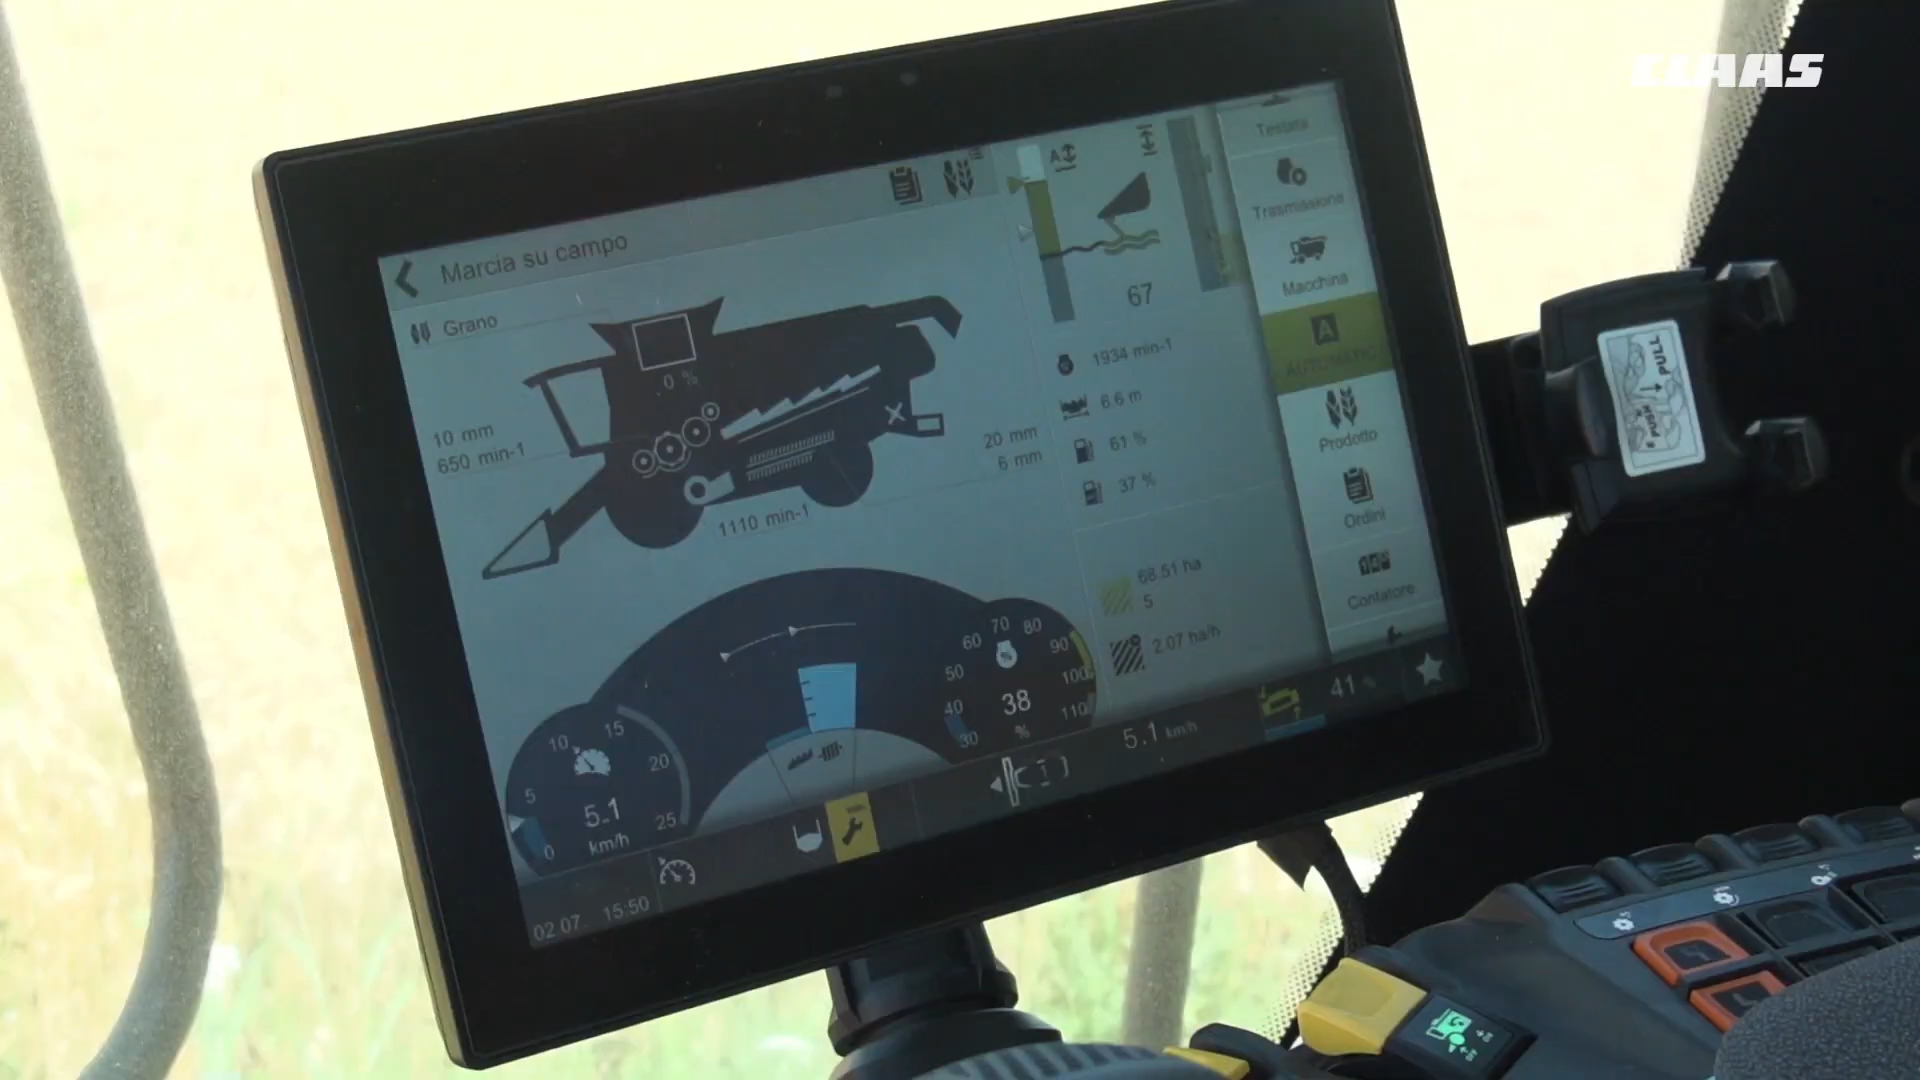 CLAAS
Marcia su campo
Grano
0 %
10 mm
650 min-1
20 mm
6 mm
1110 min-1
67
1934 min-1
6.6 m
61 %
37 %
68.51 ha
5
2.07 ha/h
Testata
Trasmissione
Macchina
A
AUTOMATIC
Prodotto
Ordini
Contatore
0
5
10
15
20
25
5.1
km/h
30
40
50
60
70
80
90
100
110
%
38
%
02.07. 15:50
5.1 km/h
41 %
PUSH
PULL